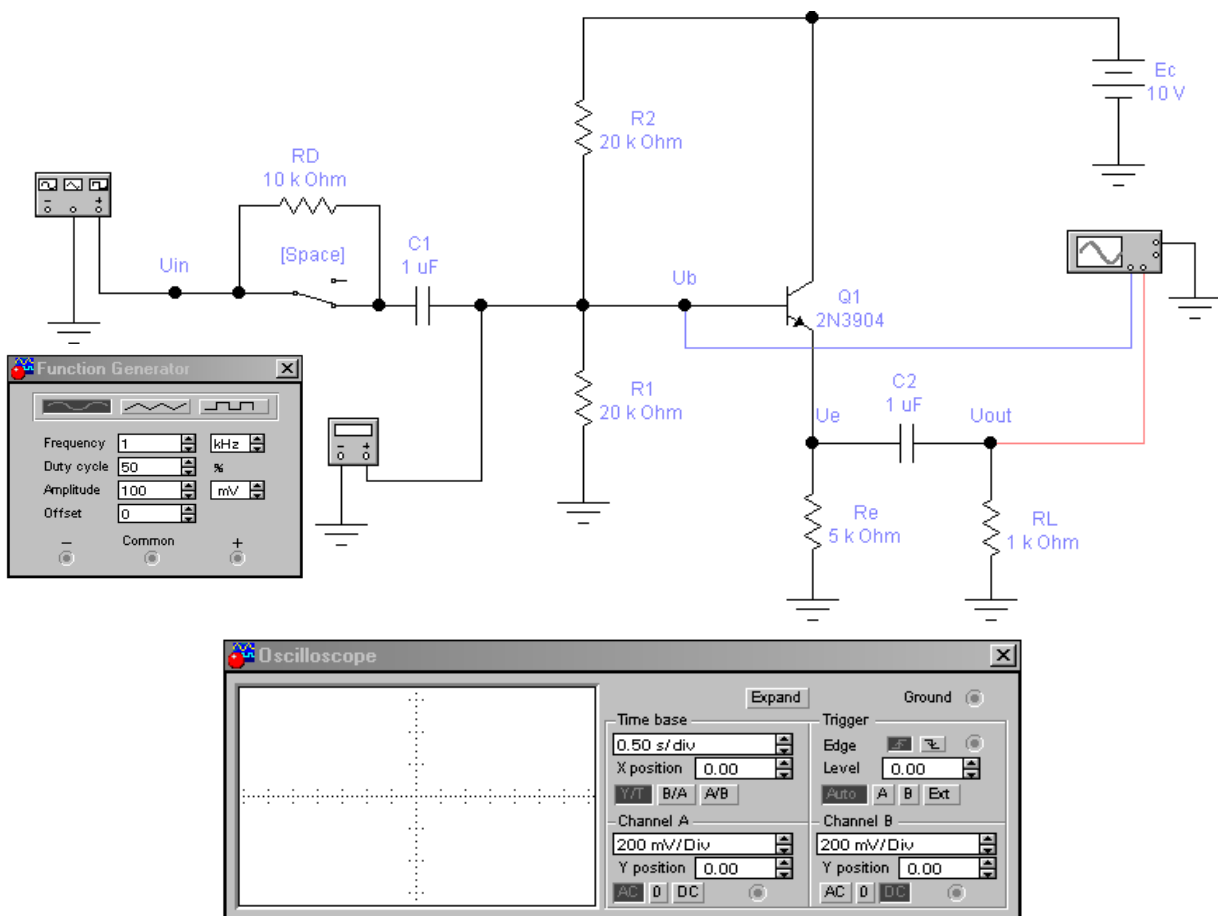 Ec
10 V
R2
20 k Ohm
RD
10 k Ohm
- +
[Space]
C1
1 uF
Uin
Ub
Q1
2N3904
R1
20 k Ohm
- +
C2
1 uF
Ue
Uout
Re
5 k Ohm
RL
1 k Ohm
Function Generator
Frequency 1 kHz
Duty cycle 50 %
Amplitude 100 mV
Offset 0
- Common +
Oscilloscope
Expand
Ground
Time base
0.50 s/div
X position 0.00
Y/T B/A A/B
Trigger
Edge
Level 0.00
Auto A B Ext
Channel A
200 mV/Div
Y position 0.00
AC 0 DC
Channel B
200 mV/Div
Y position 0.00
AC 0 DC